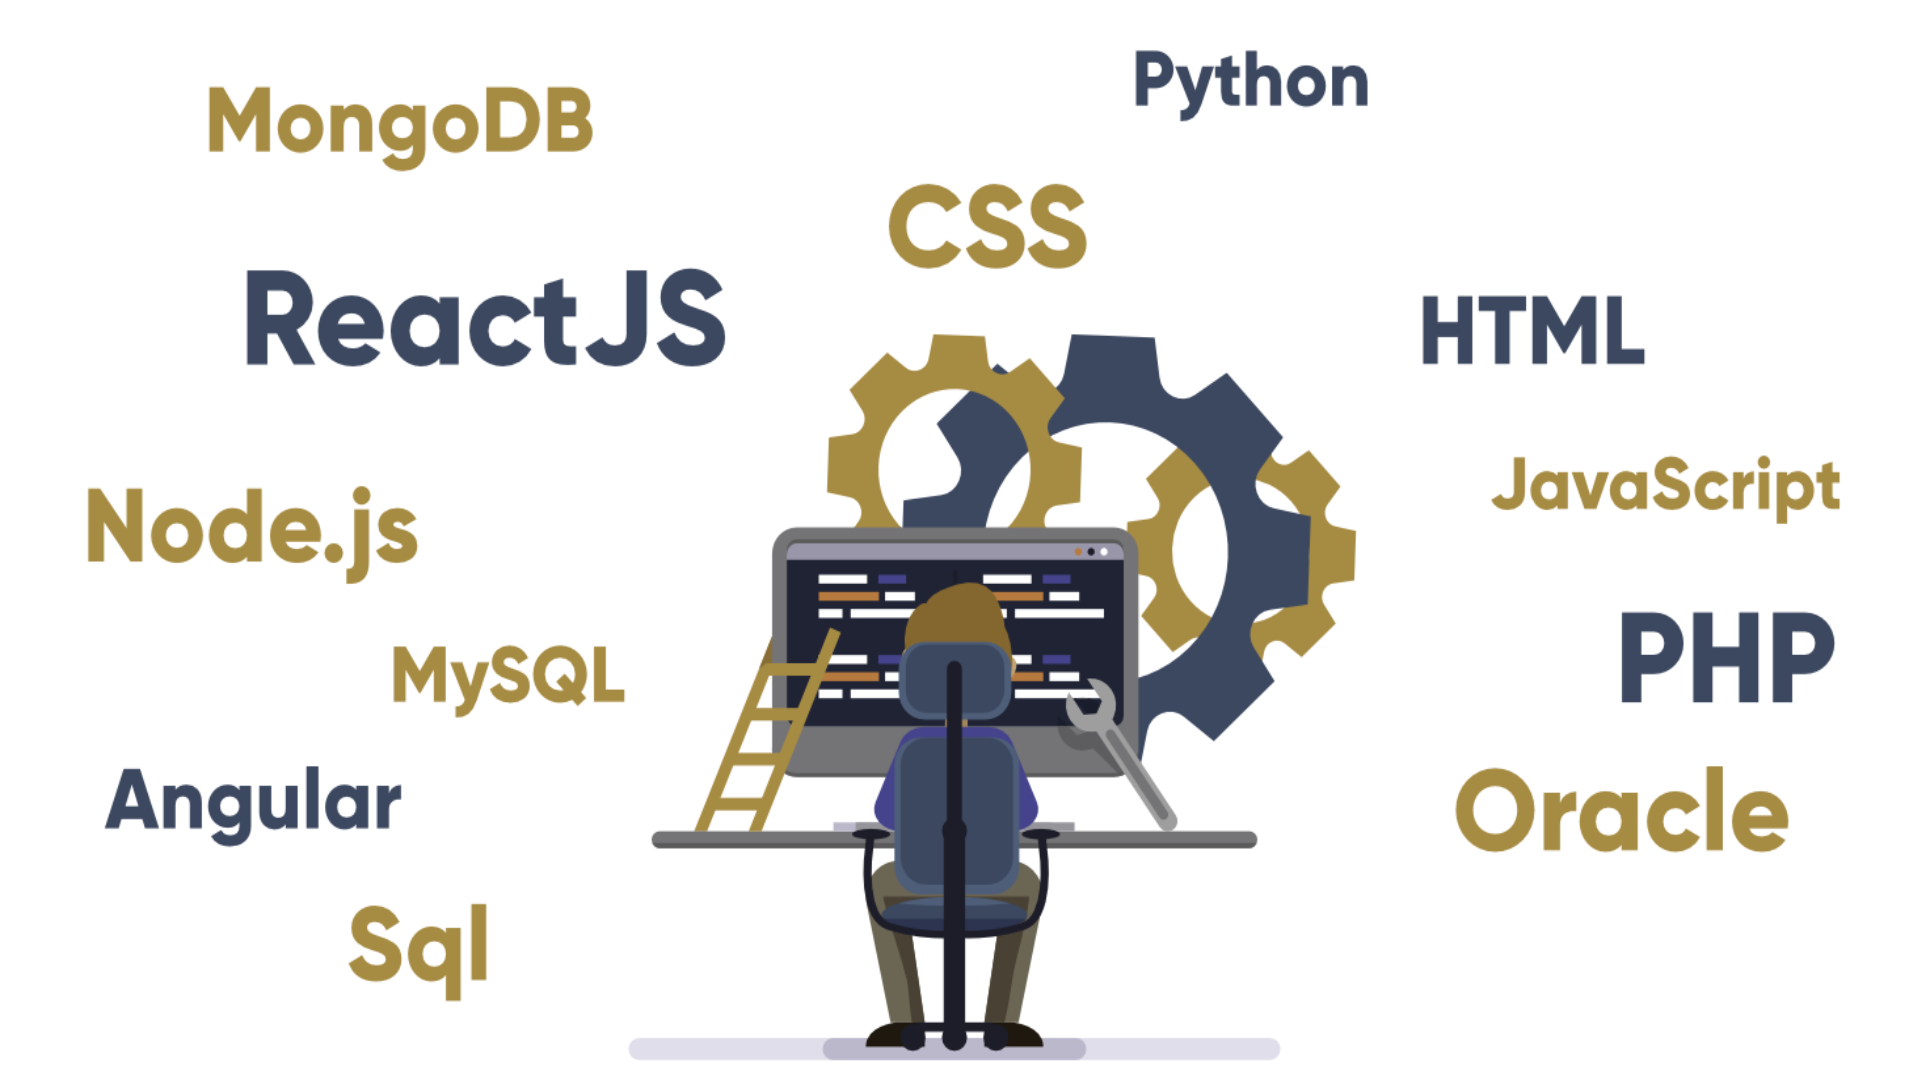 Python
MongoDB
CSS
ReactJS
HTML
JavaScript
Node.js
PHP
MySQL
Angular
Oracle
Sql